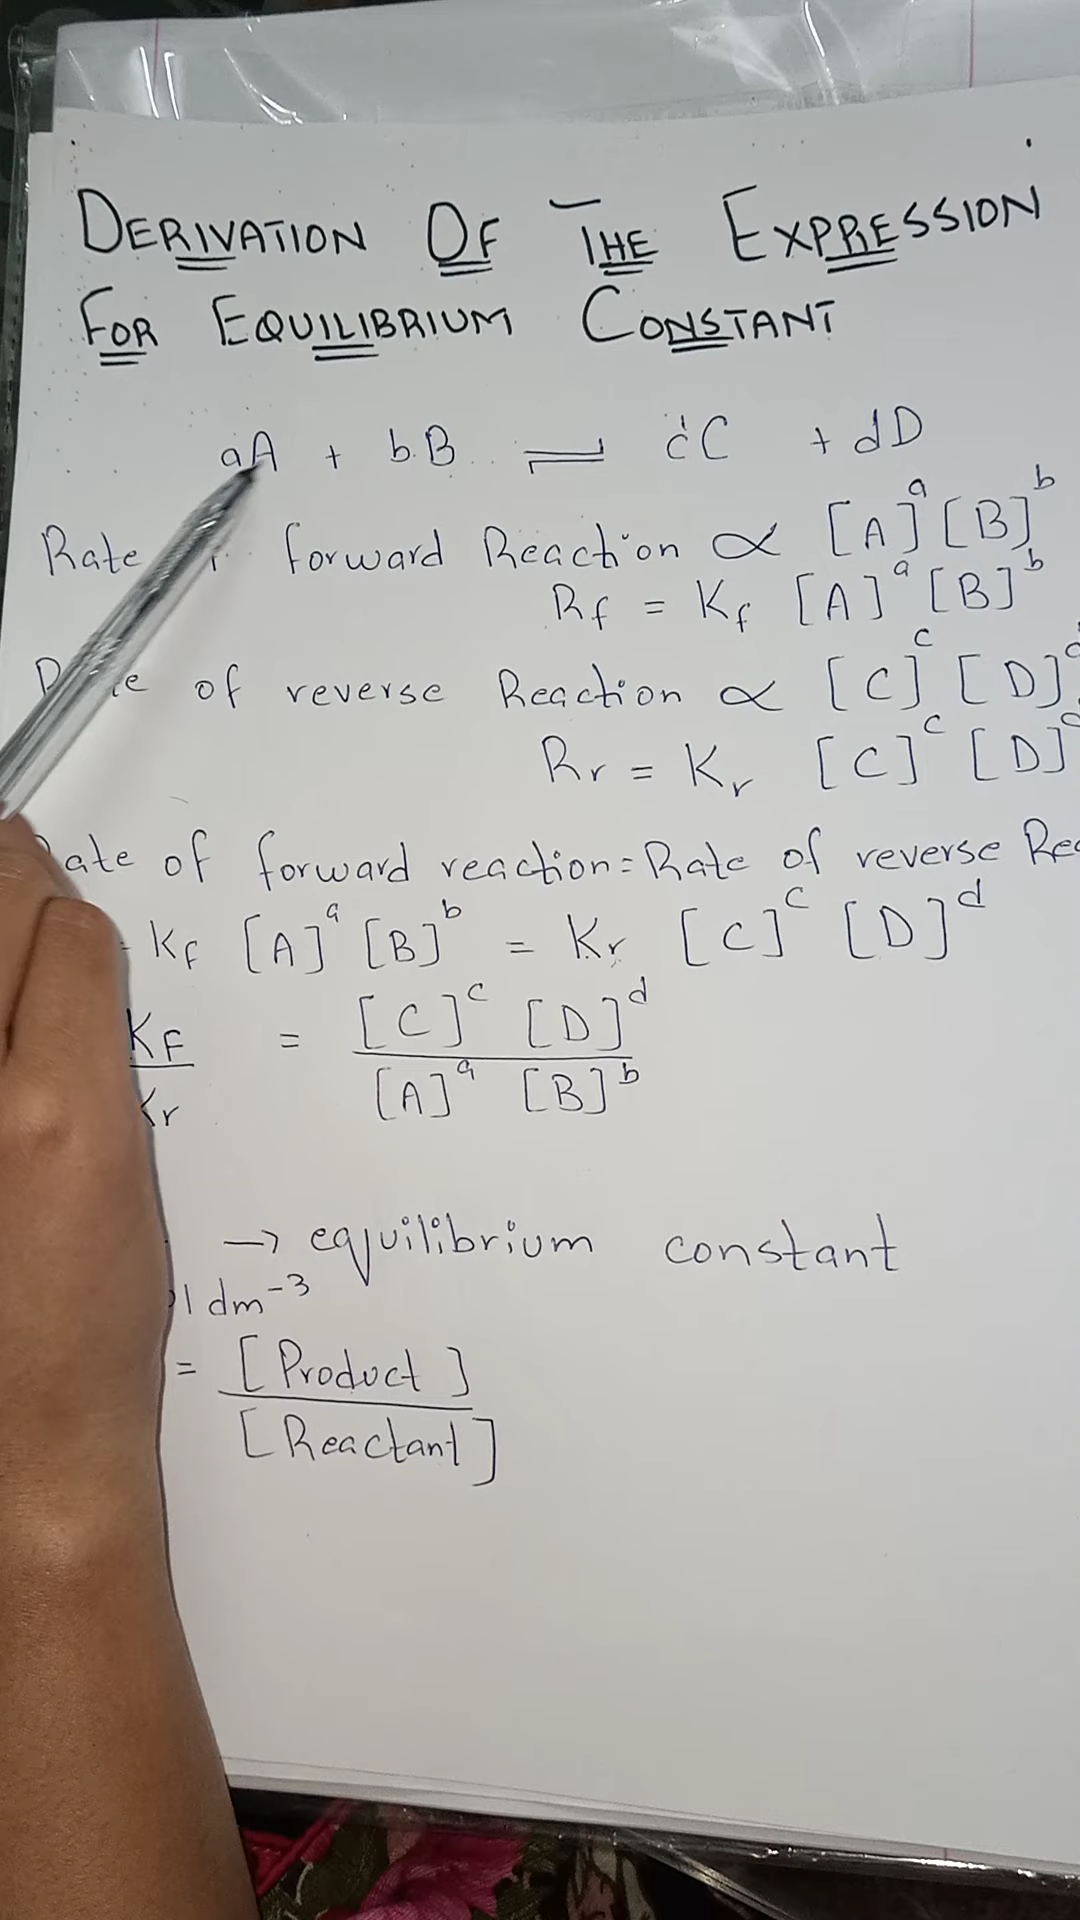 DERIVATION OF THE EXPRESSION
FOR EQUILIBRIUM CONSTANT
aA + bB ⇌ cC + dD
Rate forward Reaction ∝ [A]^a [B]^b
Rf = Kf [A]^a [B]^b
of reverse Reaction ∝ [C]^c [D]
Rr = Kr [C]^c [D]
of forward reaction = Rate of reverse
Kf [A]^a [B]^b = Kr [C]^c [D]^d
KF / Kr = [C]^c [D]^d / [A]^a [B]^b
→ equilibrium constant
dm^-3
= [Product] / [Reactant]